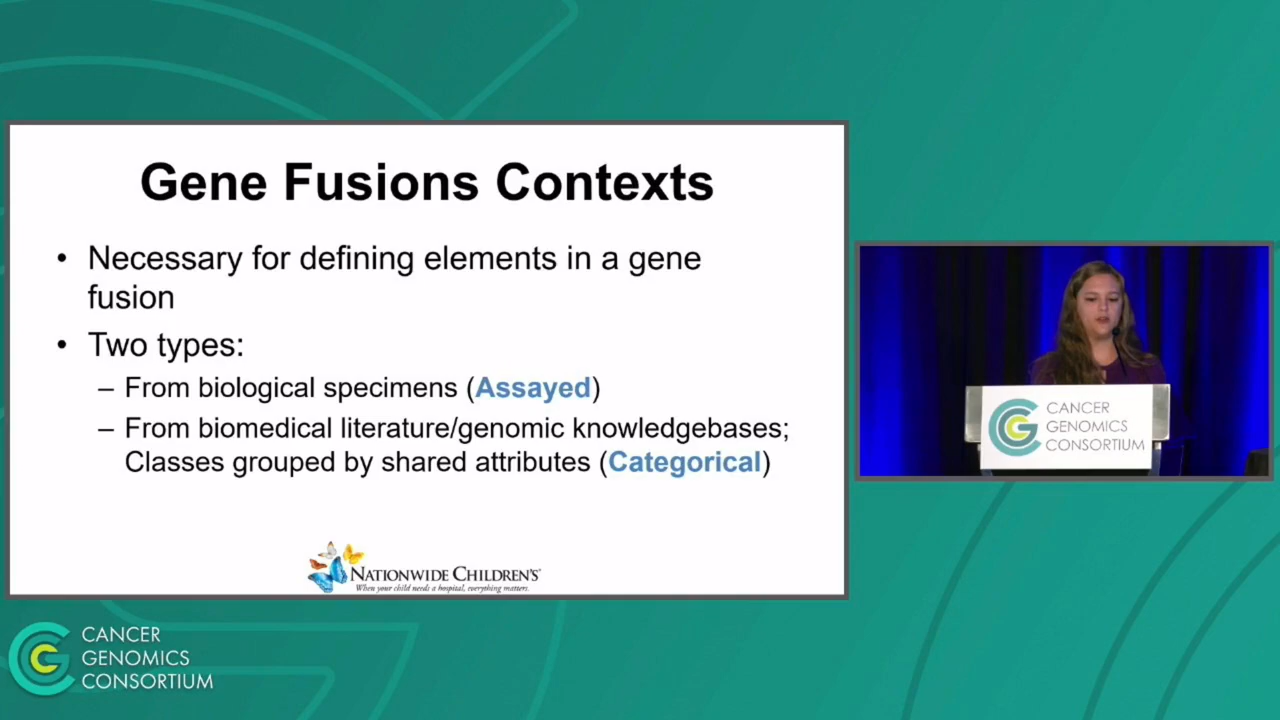 Gene Fusions Contexts
• Necessary for defining elements in a gene
fusion
• Two types:
– From biological specimens (Assayed)
– From biomedical literature/genomic knowledgebases;
Classes grouped by shared attributes (Categorical)
NATIONWIDE CHILDREN'S
When your child needs a hospital, everything matters.
CANCER
GENOMICS
CONSORTIUM
CANCER
GENOMICS
CONSORTIUM